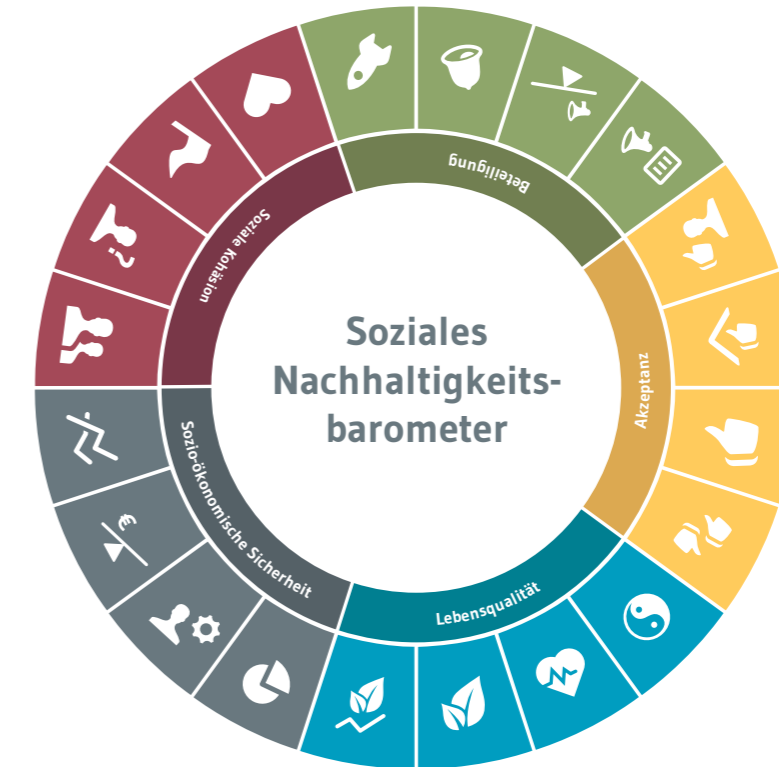 Soziales
Nachhaltigkeits-
barometer
Beteiligung
Akzeptanz
Lebensqualität
Sozio-ökonomische Sicherheit
Soziale Kohäsion
?
€